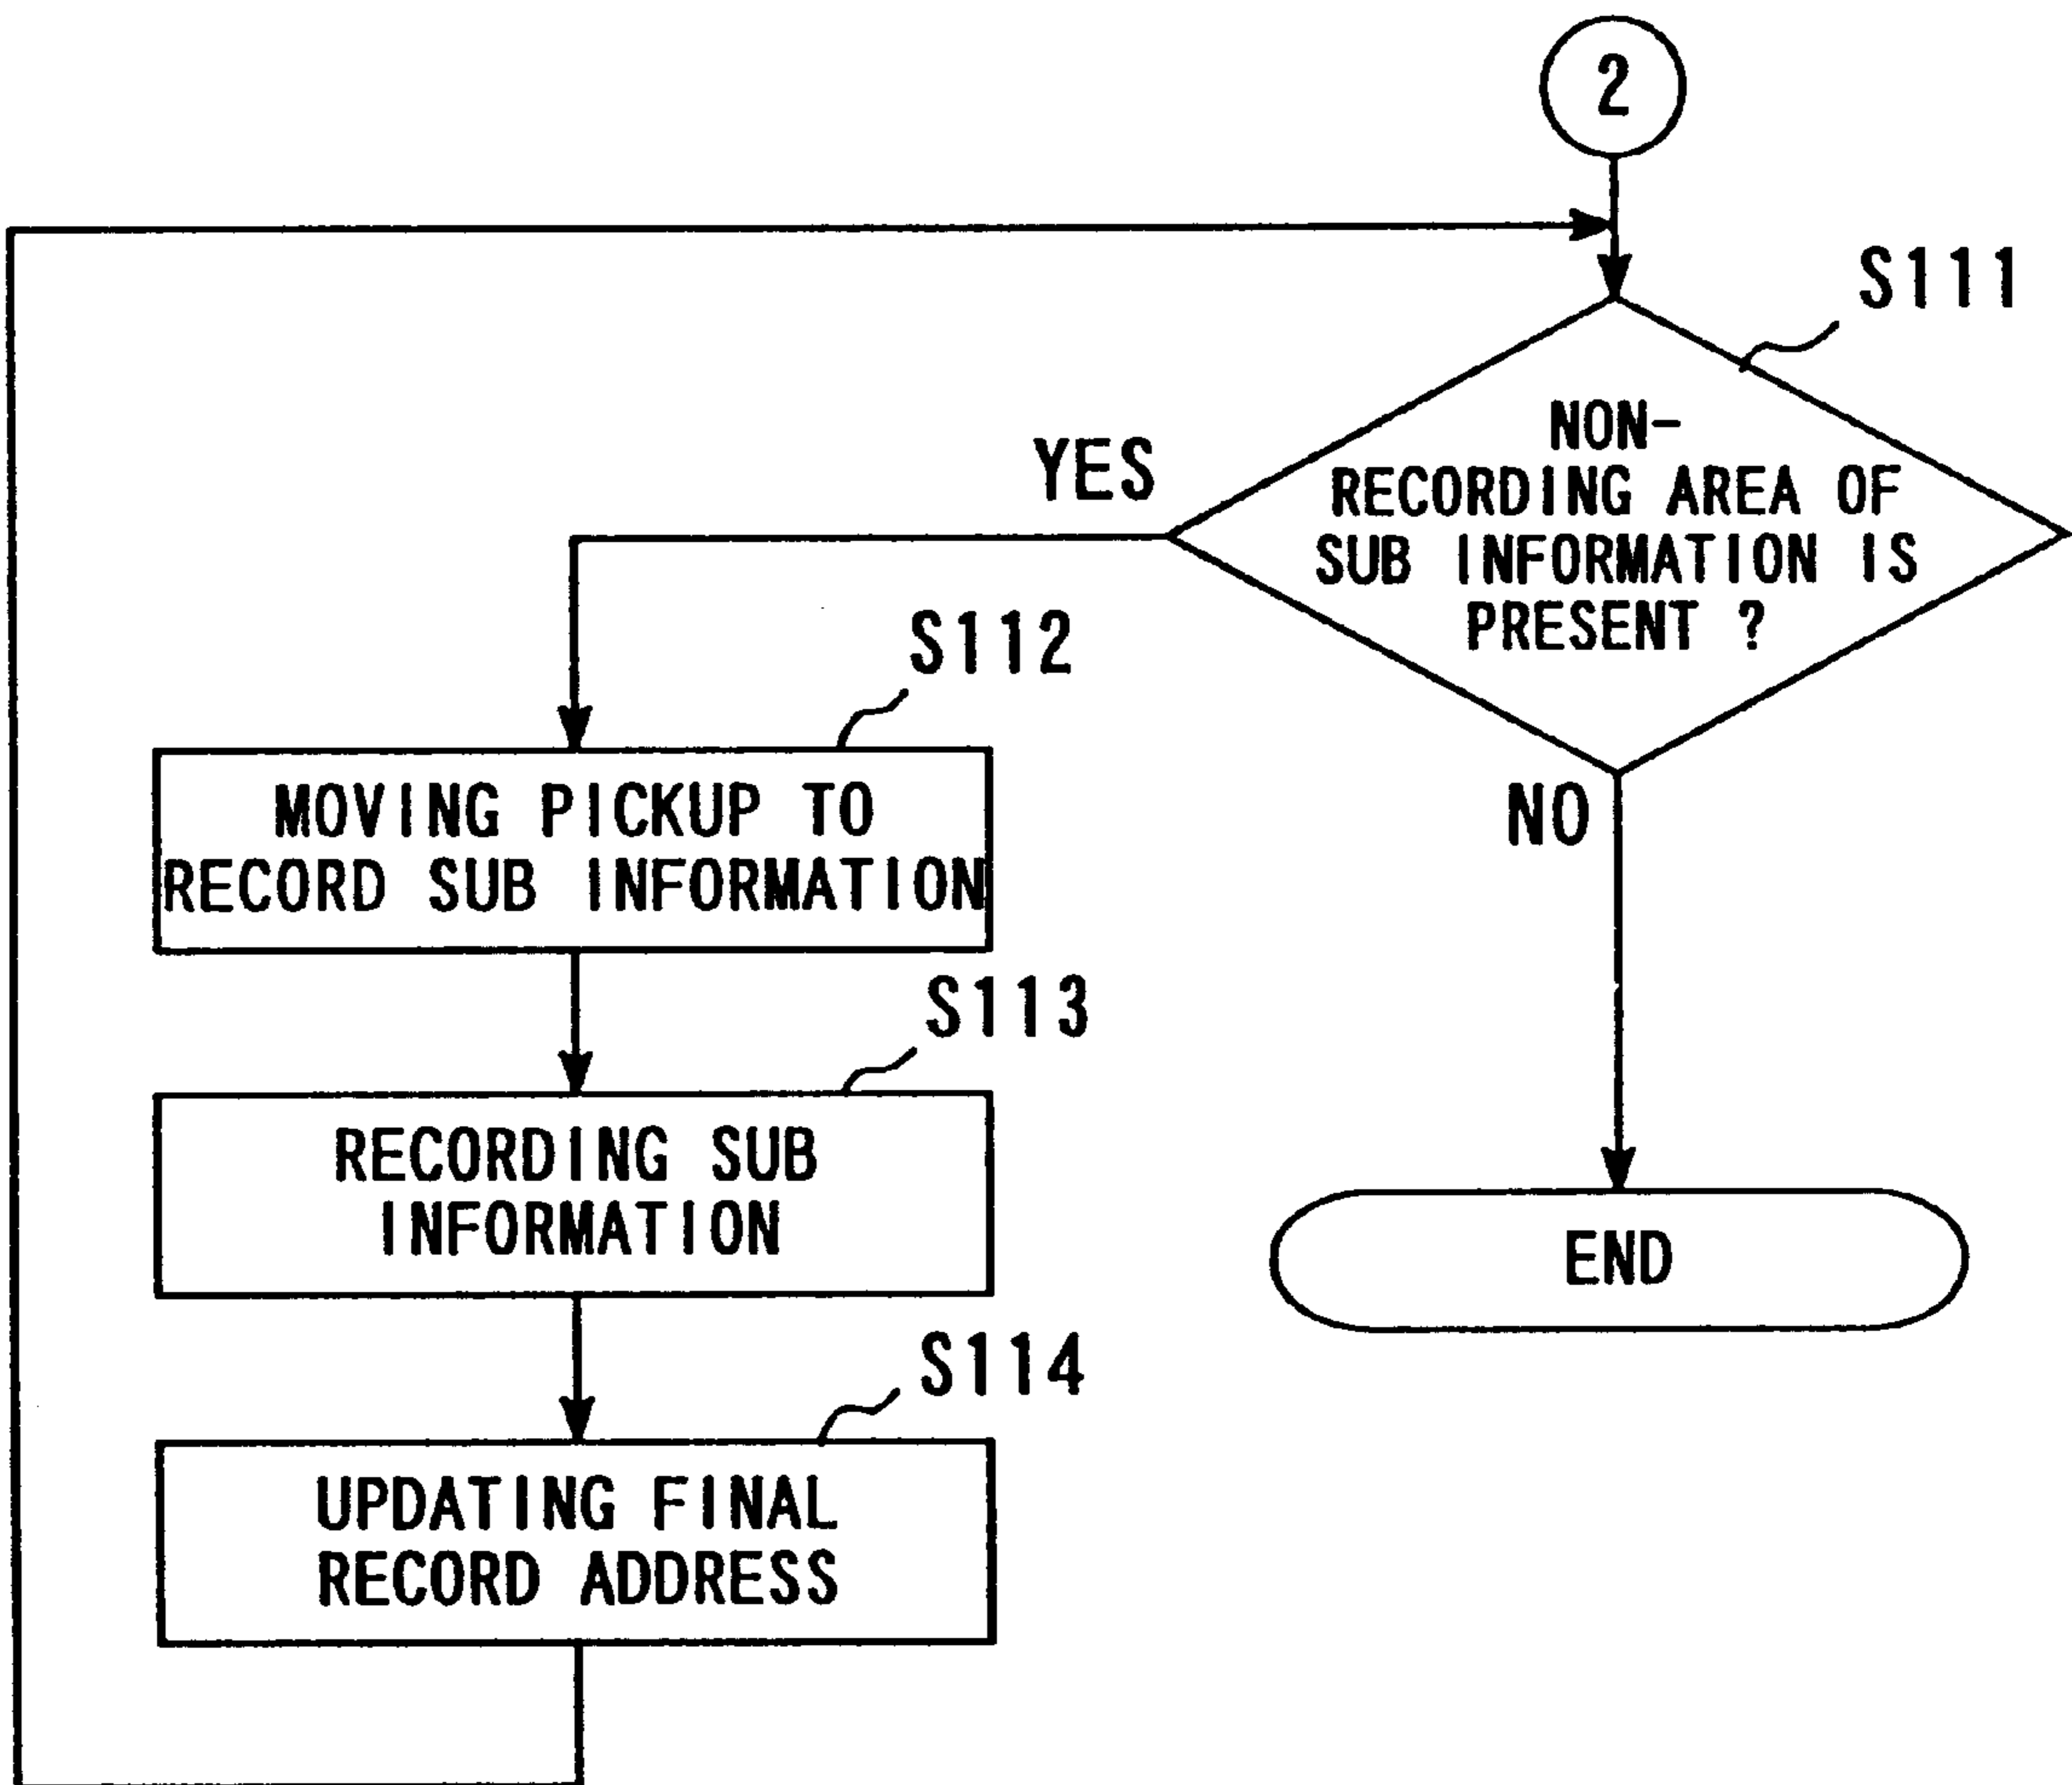 2
S111
NON-
RECORDING AREA OF
SUB INFORMATION IS
PRESENT ?
YES
NO
S112
MOVING PICKUP TO
RECORD SUB INFORMATION
S113
RECORDING SUB
INFORMATION
S114
UPDATING FINAL
RECORD ADDRESS
END